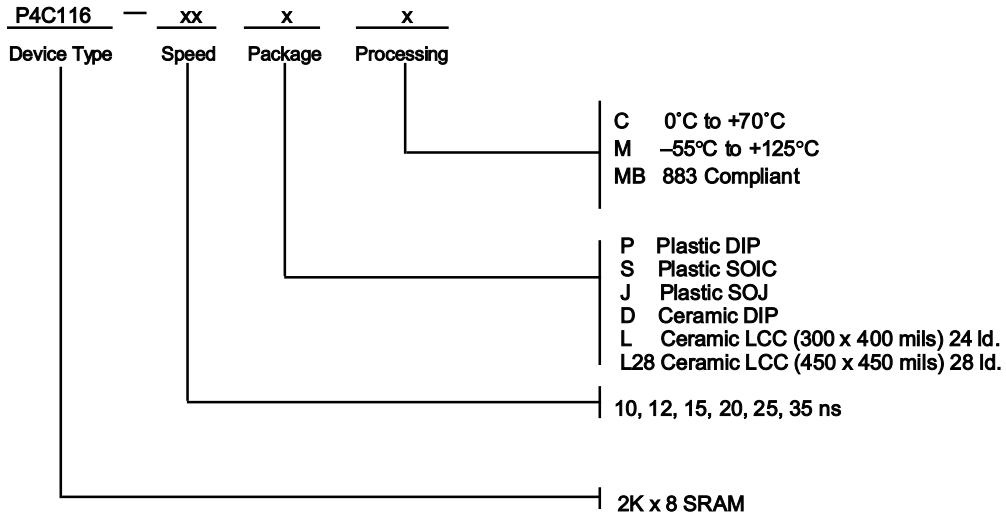 P4C116 — xx x x
Device Type Speed Package Processing
C 0˚C to +70˚C
M –55°C to +125°C
MB 883 Compliant
P Plastic DIP
S Plastic SOIC
J Plastic SOJ
D Ceramic DIP
L Ceramic LCC (300 x 400 mils) 24 ld.
L28 Ceramic LCC (450 x 450 mils) 28 ld.
10, 12, 15, 20, 25, 35 ns
2K x 8 SRAM